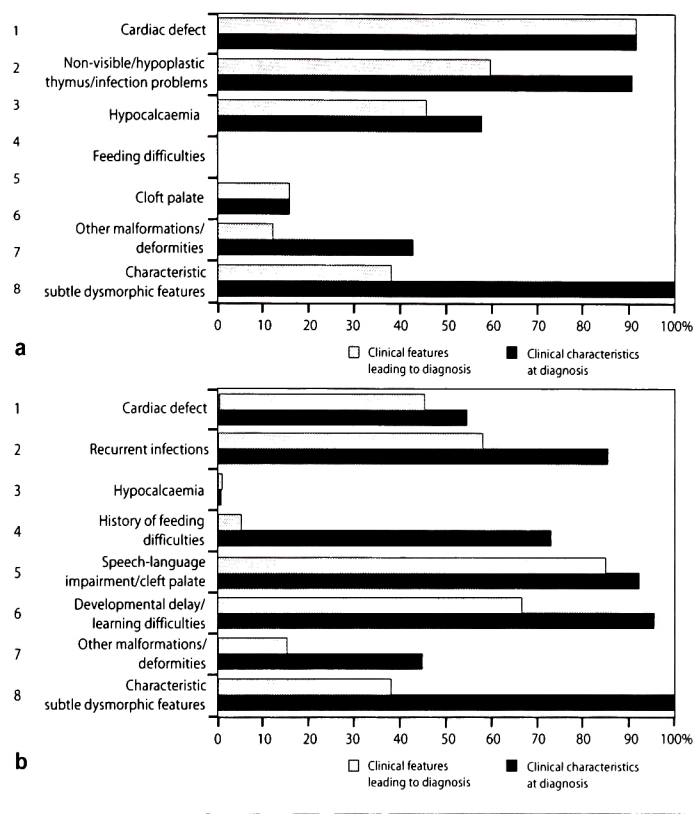 1 Cardiac defect
2 Non-visible/hypoplastic
thymus/infection problems
3 Hypocalcaemia
4 Feeding difficulties
5 Cloft palate
6 Other malformations/
7 deformities
Characteristic
8 subtle dysmorphic features
0 10 20 30 40 50 60 70 80 90 100%
a
Clinical features
leading to diagnosis
Clinical characteristics
at diagnosis
1 Cardiac defect
2 Recurrent infections
3 Hypocalcaemia
4 History of feeding
difficulties
5 Speech-language
impairment/cleft palate
6 Developmental delay/
learning difficulties
7 Other malformations/
deformities
8 Characteristic
subtle dysmorphic features
0 10 20 30 40 50 60 70 80 90 100%
b
Clinical features
leading to diagnosis
Clinical characteristics
at diagnosis